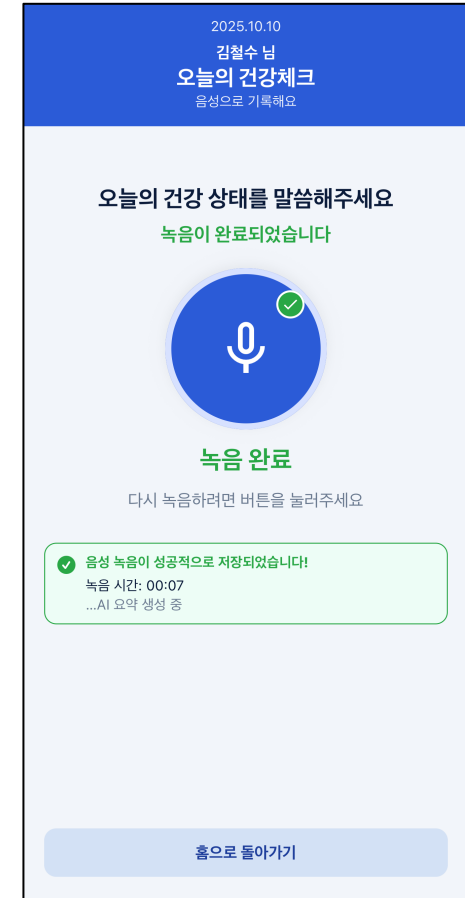 2025.10.10
김철수 님
오늘의 건강체크
음성으로 기록해요
오늘의 건강 상태를 말씀해주세요
녹음이 완료되었습니다
녹음 완료
다시 녹음하려면 버튼을 눌러주세요
음성 녹음이 성공적으로 저장되었습니다!
녹음 시간: 00:07
...AI 요약 생성 중
홈으로 돌아가기